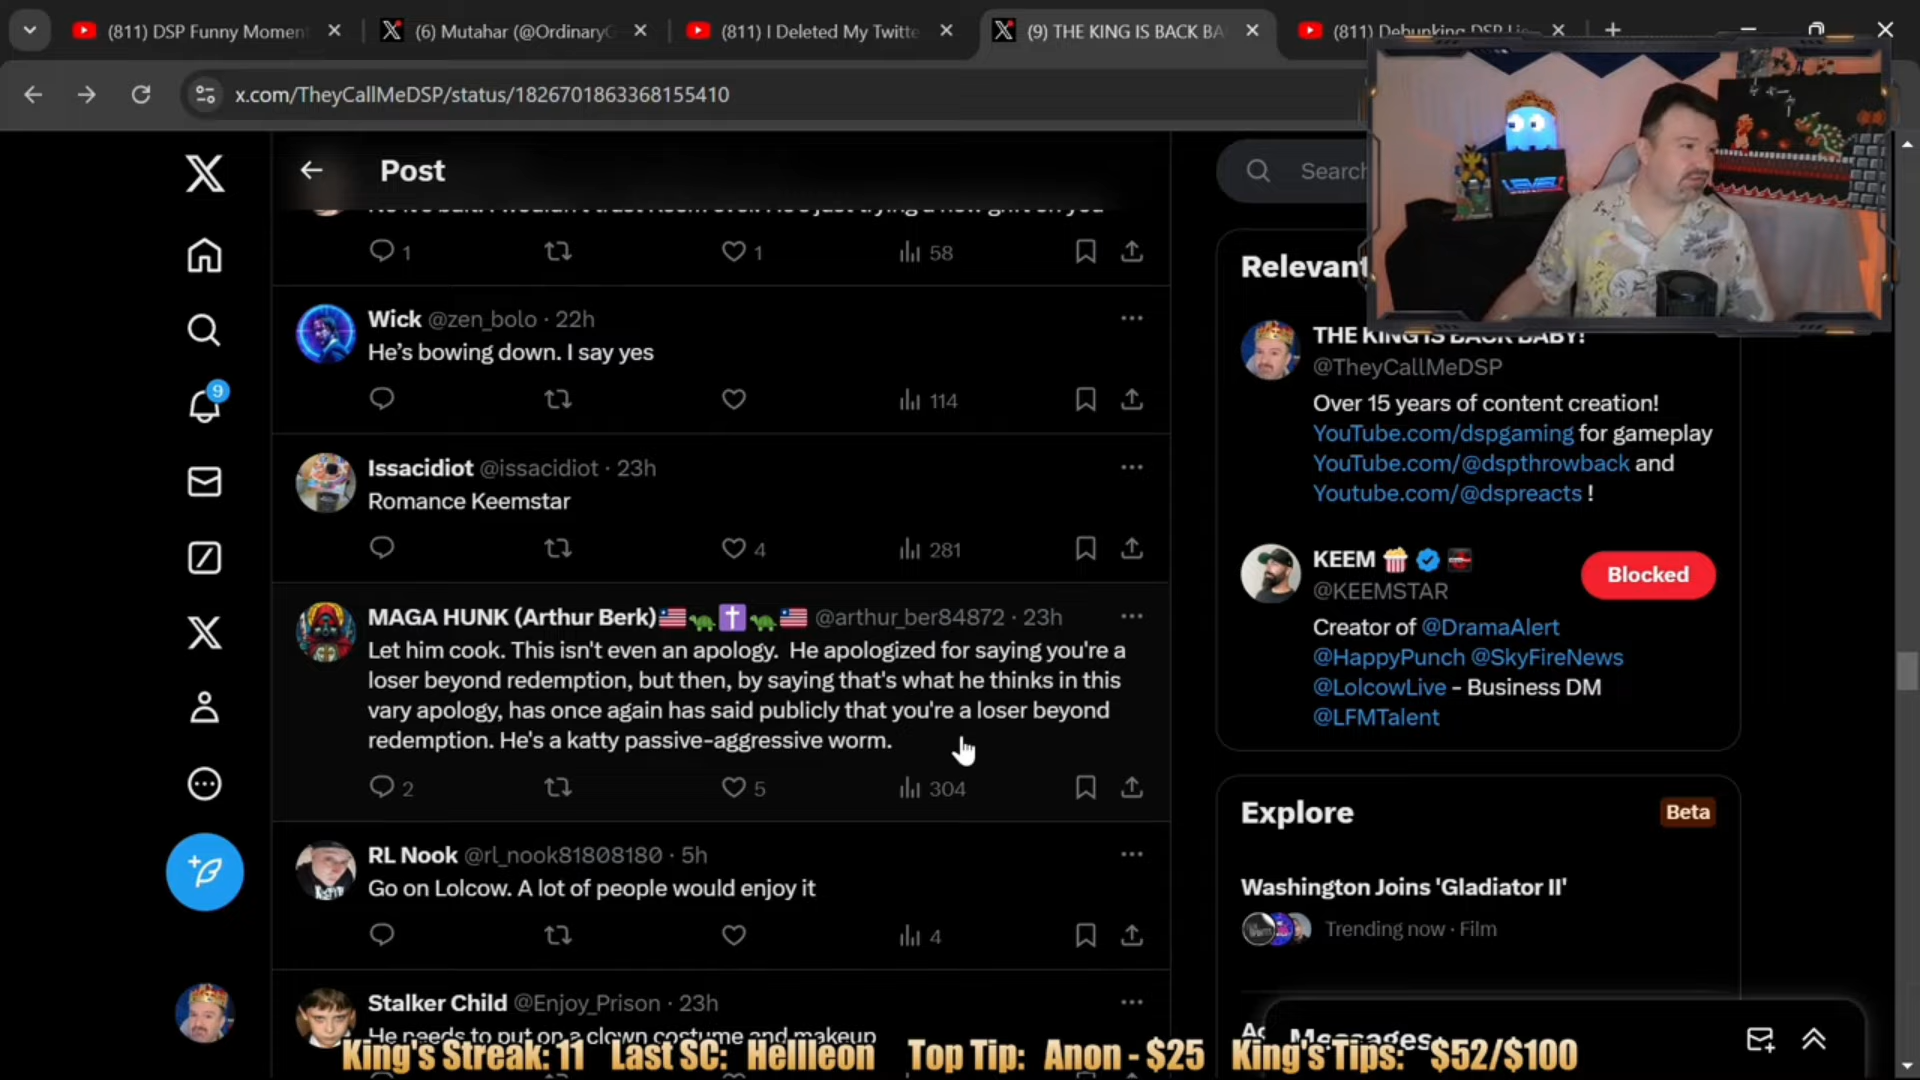 (811) DSP Funny Momen
(6) Mutahar (@OrdinaryG
(811) I Deleted My Twitte
(9) THE KING IS BACK BA
(811) Debunking DSP Lie
x.com/TheyCallMeDSP/status/1826701863368155410
Post
Search
1
1
58
Wick @zen_bolo · 22h
He's bowing down. I say yes
114
Issacidiot @issacidiot · 23h
Romance Keemstar
4
281
MAGA HUNK (Arthur Berk)🇱🇷🐢✝️🐢🇱🇷 @arthur_ber84872 · 23h
Let him cook. This isn't even an apology.  He apologized for saying you're a
loser beyond redemption, but then, by saying that's what he thinks in this
vary apology, has once again has said publicly that you're a loser beyond
redemption. He's a katty passive-aggressive worm.
2
5
304
RL Nook @rl_nook81808180 · 5h
Go on Lolcow. A lot of people would enjoy it
4
Stalker Child @Enjoy_Prison · 23h
He needs to put on a clown costume and makeup
9
Relevant
THE KING IS BACK BABY!
@TheyCallMeDSP
Over 15 years of content creation!
YouTube.com/dspgaming for gameplay
YouTube.com/@dspthrowback and
Youtube.com/@dspreacts !
KEEM 🍿
@KEEMSTAR
Blocked
Creator of @DramaAlert
@HappyPunch @SkyFireNews
@LolcowLive - Business DM
@LFMTalent
Explore
Beta
Washington Joins 'Gladiator II'
Trending now · Film
Messages
King's Streak: 11 Last SC: Hellleon Top Tip: Anon - $25 King's Tips: $52/$100